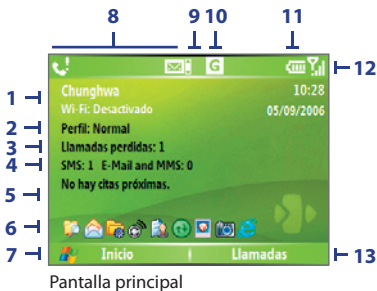 8 9 10 11
G
12
1 Chunghwa 10:28
Wi-Fi: Desactivado 05/09/2006
2 Perfil: Normal
3 Llamadas perdidas: 1
4 SMS: 1 E-Mail and MMS: 0
5 No hay citas próximas.
6
7 Inicio Llamadas 13
Pantalla principal